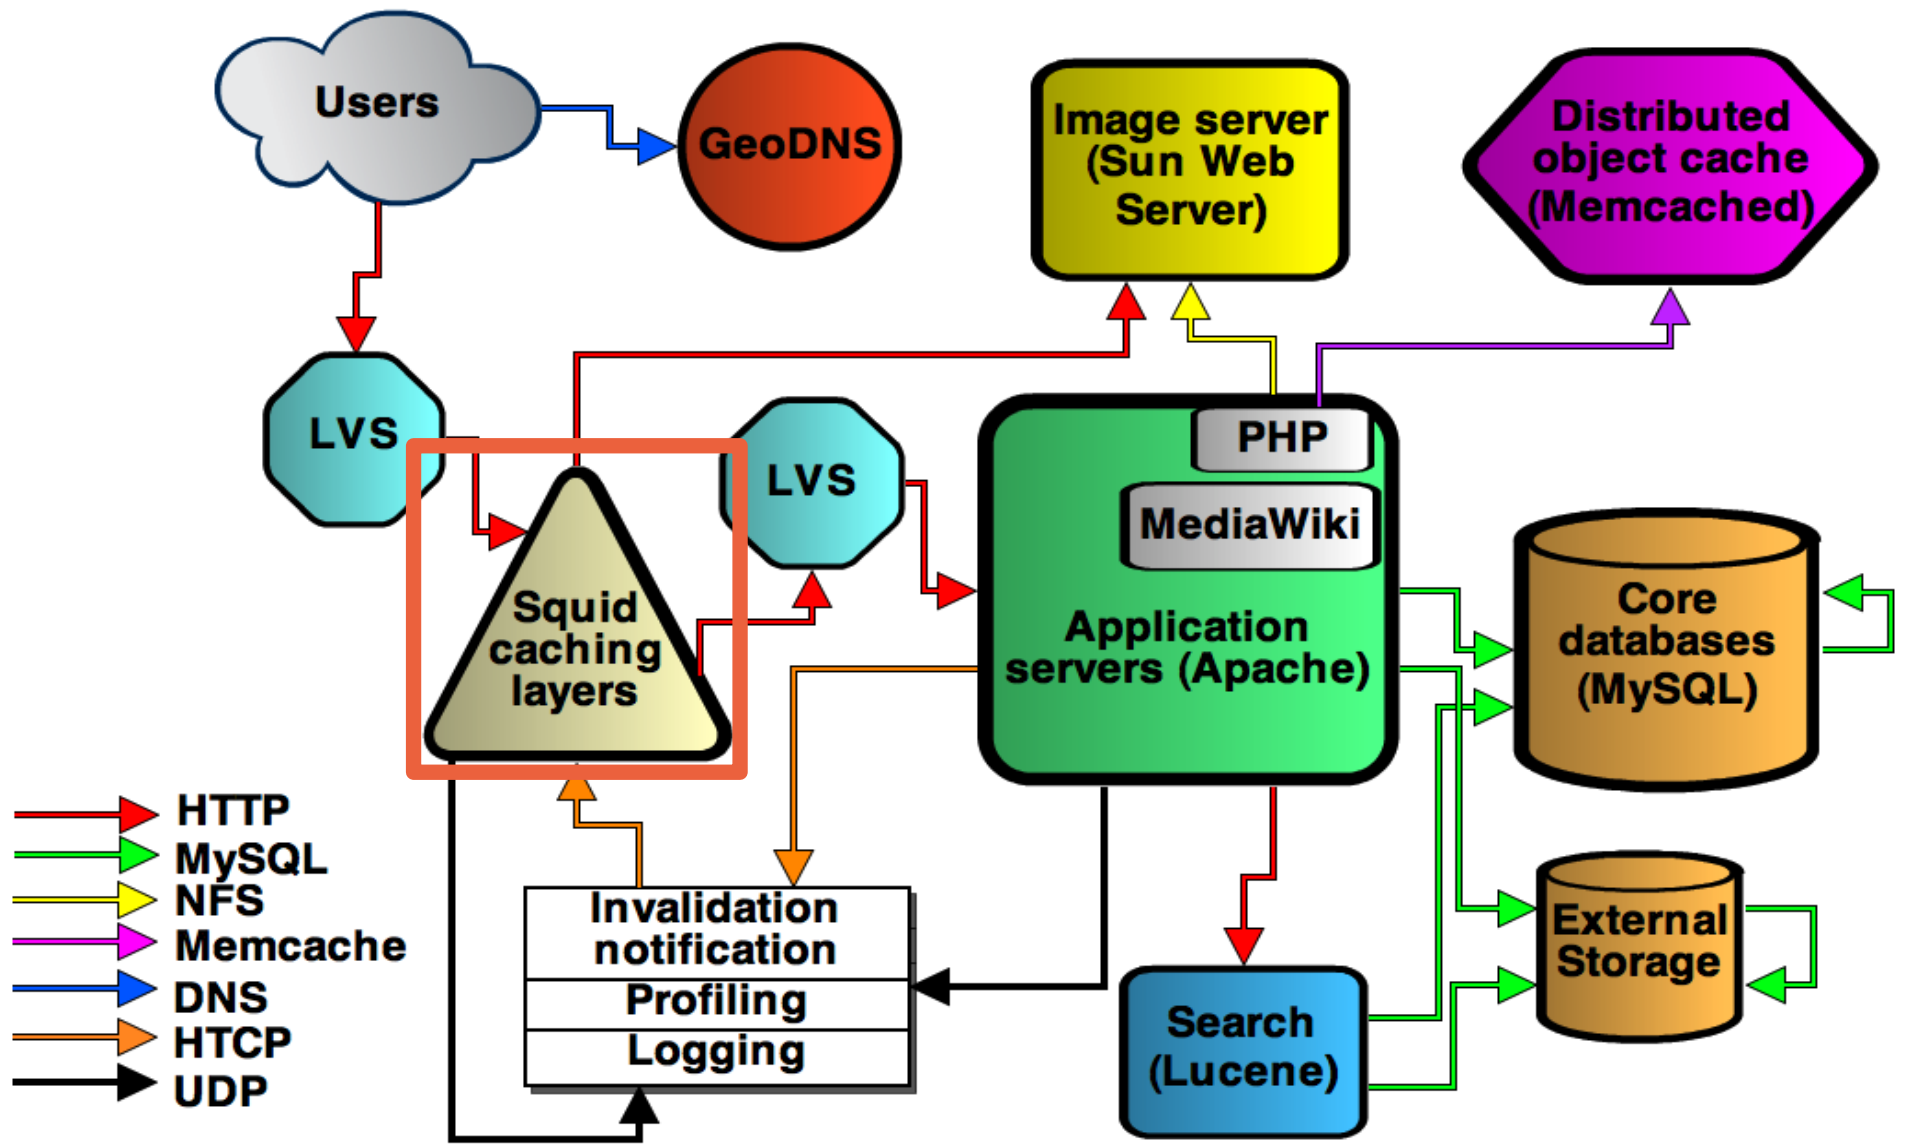 Users
GeoDNS
Image server
(Sun Web
Server)
Distributed
object cache
(Memcached)
LVS
LVS
PHP
MediaWiki
Application
servers (Apache)
Squid
caching
layers
Core
databases
(MySQL)
HTTP
MySQL
NFS
Memcache
DNS
HTCP
UDP
Invalidation
notification
Profiling
Logging
Search
(Lucene)
External
Storage